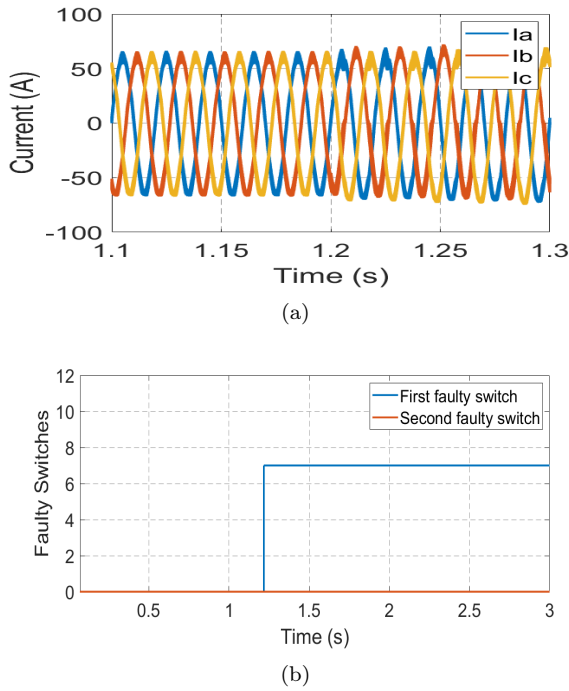 100
50
0
-50
-100
Current (A)
Ia
Ib
Ic
1.1
1.15
1.2
1.25
1.3
Time (s)
(a)
12
10
8
6
4
2
0
Faulty Switches
First faulty switch
Second faulty switch
0.5
1
1.5
2
2.5
3
Time (s)
(b)